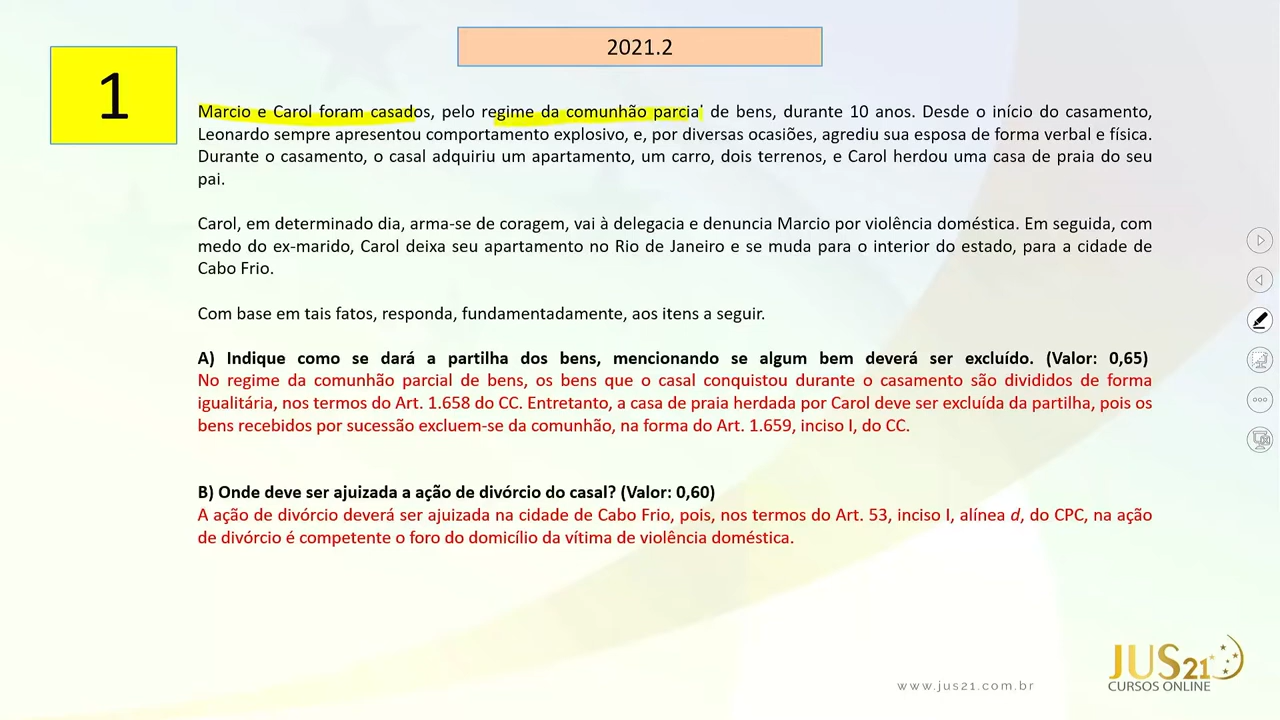 2021.2
1
Marcio e Carol foram casados, pelo regime da comunhão parcial de bens, durante 10 anos. Desde o início do casamento,
Leonardo sempre apresentou comportamento explosivo, e, por diversas ocasiões, agrediu sua esposa de forma verbal e física.
Durante o casamento, o casal adquiriu um apartamento, um carro, dois terrenos, e Carol herdou uma casa de praia do seu
pai.
Carol, em determinado dia, arma-se de coragem, vai à delegacia e denuncia Marcio por violência doméstica. Em seguida, com
medo do ex-marido, Carol deixa seu apartamento no Rio de Janeiro e se muda para o interior do estado, para a cidade de
Cabo Frio.
Com base em tais fatos, responda, fundamentadamente, aos itens a seguir.
A) Indique como se dará a partilha dos bens, mencionando se algum bem deverá ser excluído. (Valor: 0,65)
No regime da comunhão parcial de bens, os bens que o casal conquistou durante o casamento são divididos de forma
igualitária, nos termos do Art. 1.658 do CC. Entretanto, a casa de praia herdada por Carol deve ser excluída da partilha, pois os
bens recebidos por sucessão excluem-se da comunhão, na forma do Art. 1.659, inciso I, do CC.
B) Onde deve ser ajuizada a ação de divórcio do casal? (Valor: 0,60)
A ação de divórcio deverá ser ajuizada na cidade de Cabo Frio, pois, nos termos do Art. 53, inciso I, alínea d, do CPC, na ação
de divórcio é competente o foro do domicílio da vítima de violência doméstica.
www.jus21.com.br
JUS21
CURSOS ONLINE